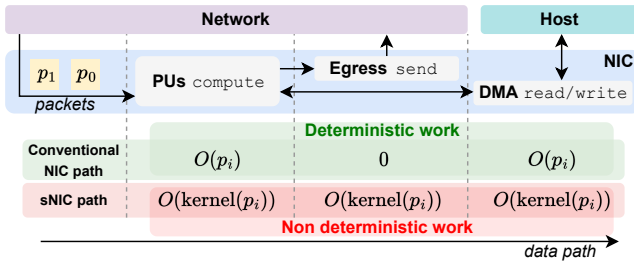 Network
Host
p1 p0
packets
PUs compute
Egress send
NIC
DMA read/write
Deterministic work
Conventional
NIC path
O(pi) 0 O(pi)
sNIC path
O(kernel(pi)) O(kernel(pi)) O(kernel(pi))
Non deterministic work
data path